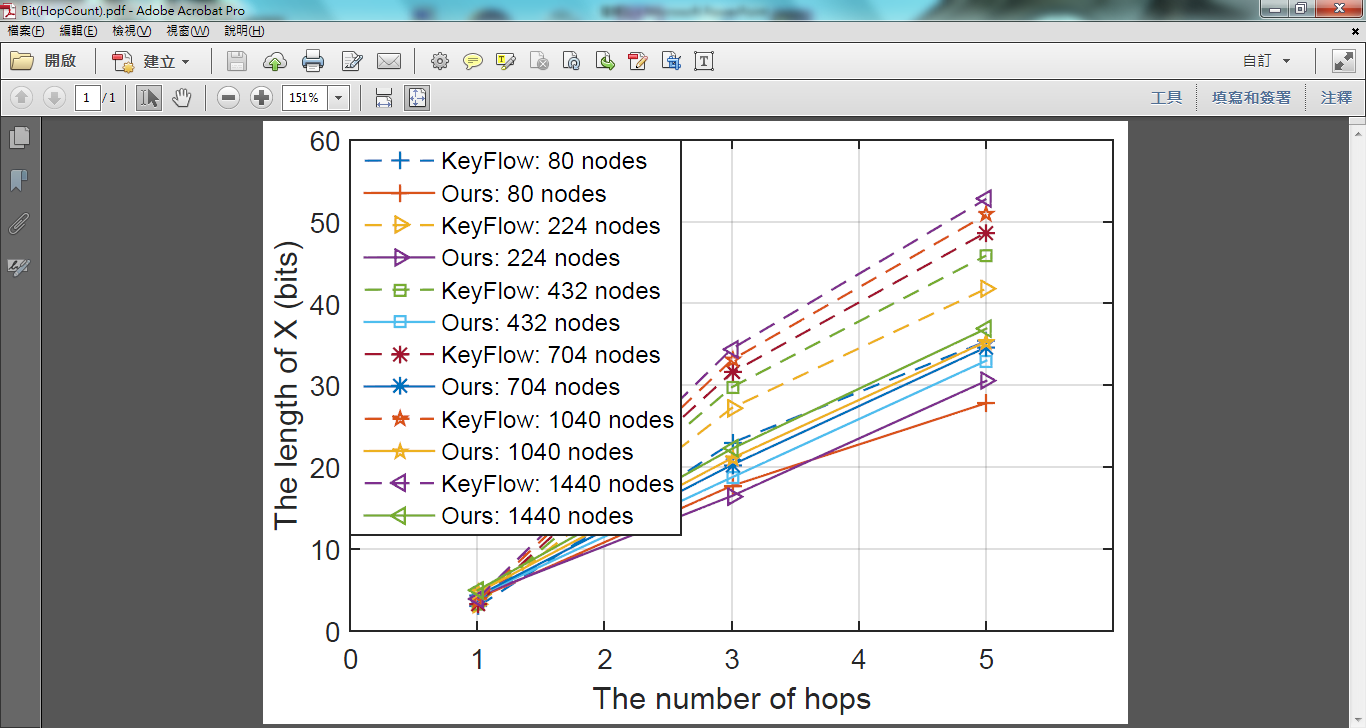 Bit(HopCount).pdf - Adobe Acrobat Pro
檔案(F) 編輯(E) 檢視(V) 視窗(W) 說明(H)
開啟 建立 自訂
1 / 1 151% 工具 填寫和簽署 注釋
KeyFlow: 80 nodes
Ours: 80 nodes
KeyFlow: 224 nodes
Ours: 224 nodes
KeyFlow: 432 nodes
Ours: 432 nodes
KeyFlow: 704 nodes
Ours: 704 nodes
KeyFlow: 1040 nodes
Ours: 1040 nodes
KeyFlow: 1440 nodes
Ours: 1440 nodes
The length of X (bits)
60
50
40
30
20
10
0
0 1 2 3 4 5
The number of hops